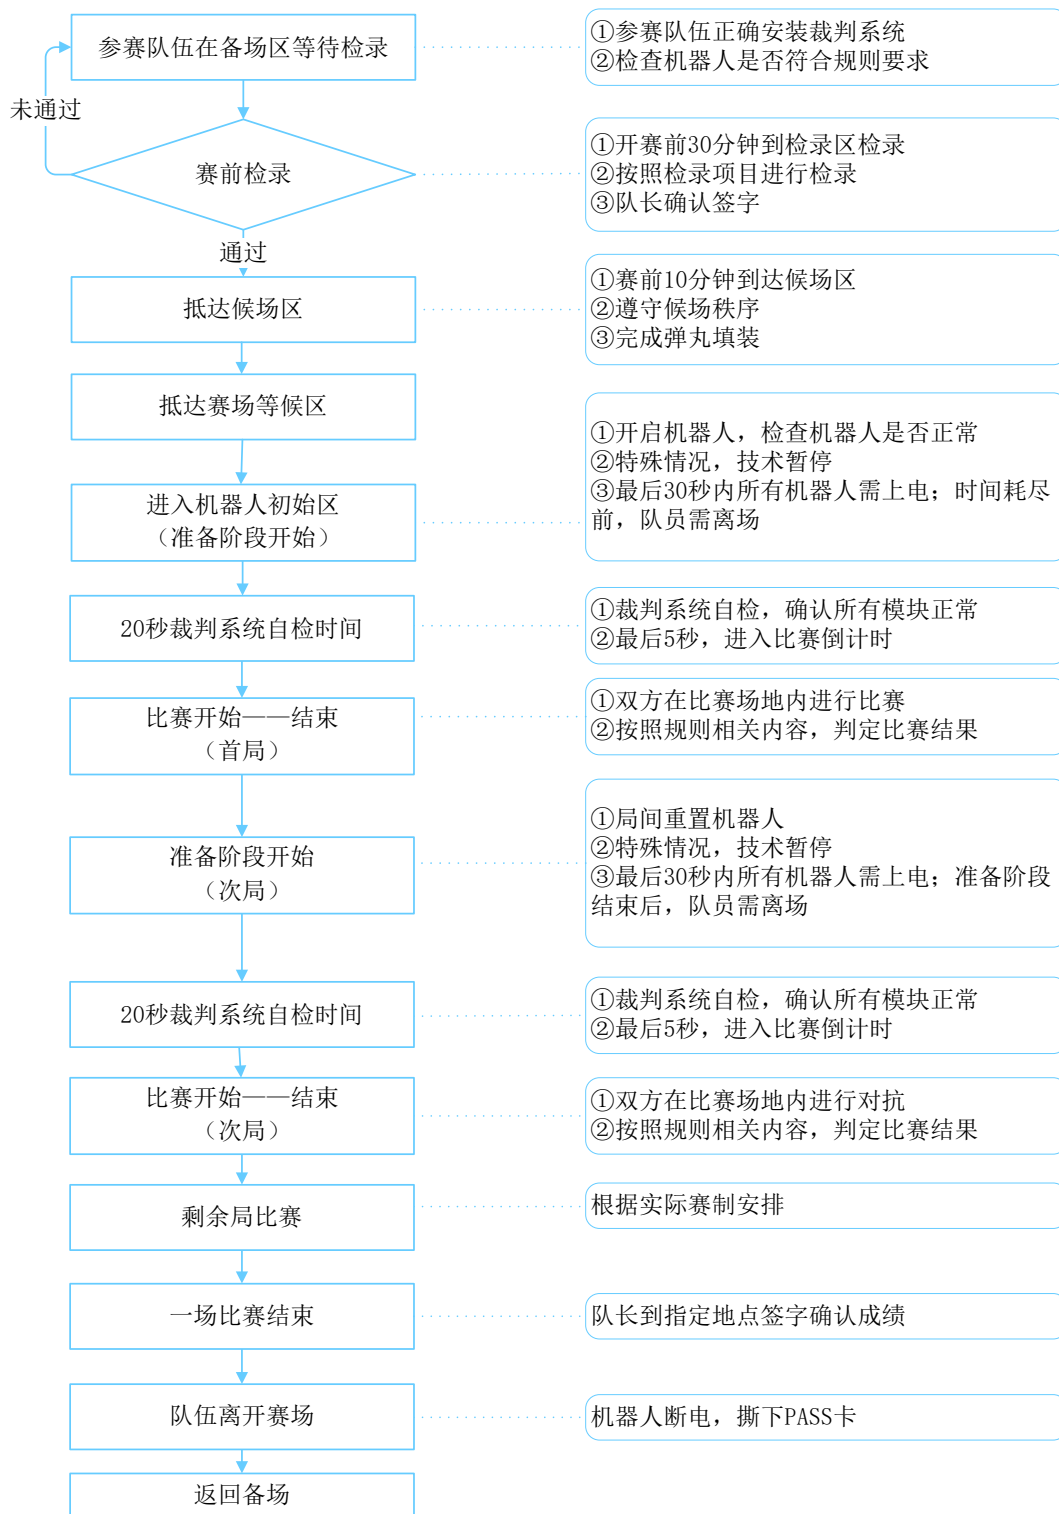 参赛队伍在备场区等待检录
①参赛队伍正确安装裁判系统
②检查机器人是否符合规则要求
未通过
赛前检录
①开赛前30分钟到检录区检录
②按照检录项目进行检录
③队长确认签字
通过
抵达候场区
①赛前10分钟到达候场区
②遵守候场秩序
③完成弹丸填装
抵达赛场等候区
进入机器人初始区
（准备阶段开始）
①开启机器人，检查机器人是否正常
②特殊情况，技术暂停
③最后30秒内所有机器人需上电；时间耗尽
前，队员需离场
20秒裁判系统自检时间
①裁判系统自检，确认所有模块正常
②最后5秒，进入比赛倒计时
比赛开始——结束
（首局）
①双方在比赛场地内进行比赛
②按照规则相关内容，判定比赛结果
准备阶段开始
（次局）
①局间重置机器人
②特殊情况，技术暂停
③最后30秒内所有机器人需上电；准备阶段
结束后，队员需离场
20秒裁判系统自检时间
①裁判系统自检，确认所有模块正常
②最后5秒，进入比赛倒计时
比赛开始——结束
（次局）
①双方在比赛场地内进行对抗
②按照规则相关内容，判定比赛结果
剩余局比赛
根据实际赛制安排
一场比赛结束
队长到指定地点签字确认成绩
队伍离开赛场
机器人断电，撕下PASS卡
返回备场